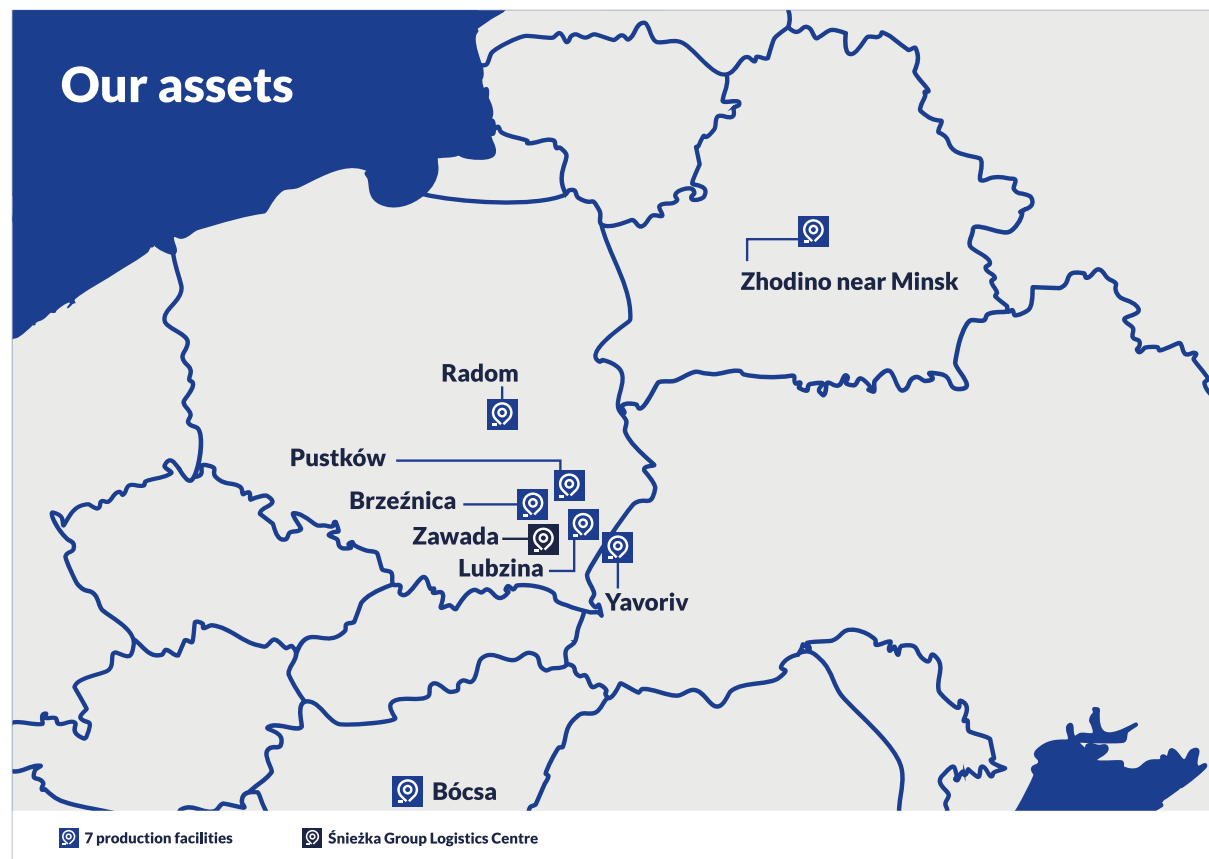 Our assets
Zhodino near Minsk
Radom
Pustków
Brzeźnica
Zawada
Lubzina
Yavoriv
Bócsa
7 production facilities
Śnieżka Group Logistics Centre